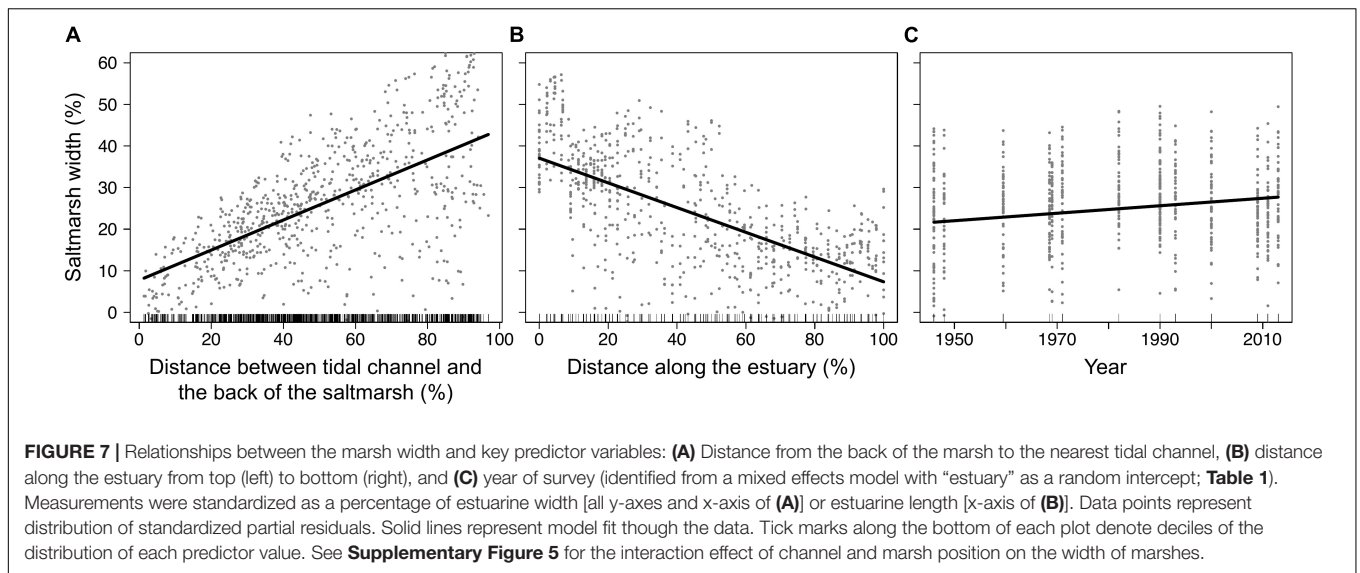 A
B
C
60
50
40
30
20
10
0
Saltmarsh width (%)
0 20 40 60 80 100
0 20 40 60 80 100
1950 1970 1990 2010
Distance between tidal channel and
the back of the saltmarsh (%)
Distance along the estuary (%)
Year
FIGURE 7 | Relationships between the marsh width and key predictor variables: (A) Distance from the back of the marsh to the nearest tidal channel, (B) distance
along the estuary from top (left) to bottom (right), and (C) year of survey (identified from a mixed effects model with “estuary” as a random intercept; Table 1).
Measurements were standardized as a percentage of estuarine width [all y-axes and x-axis of (A)] or estuarine length [x-axis of (B)]. Data points represent
distribution of standardized partial residuals. Solid lines represent model fit though the data. Tick marks along the bottom of each plot denote deciles of the
distribution of each predictor value. See Supplementary Figure 5 for the interaction effect of channel and marsh position on the width of marshes.